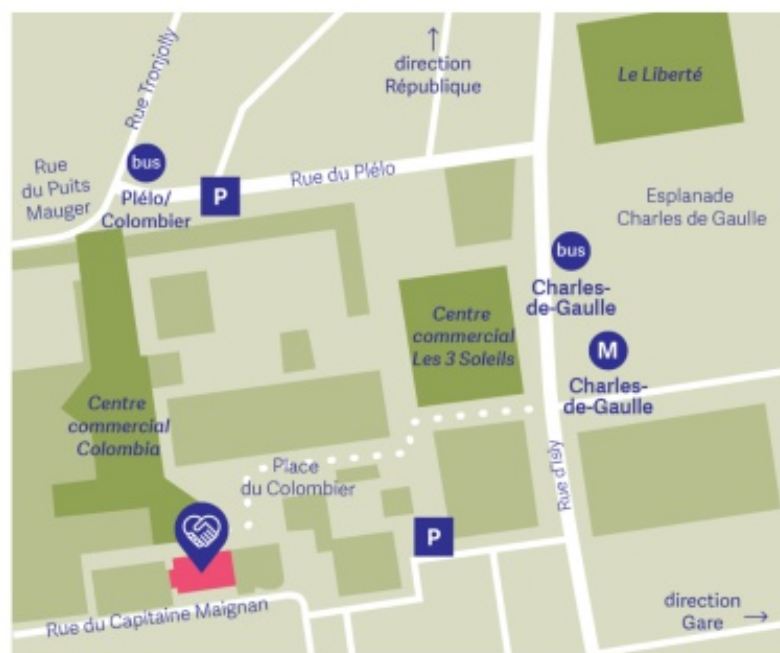 Rue Tronjolly
direction
République
Le Liberté
Rue
du Puits
Mauger
bus
Plélo/
Colombier
P
Rue du Plélo
Esplanade
Charles de Gaulle
bus
Charles-
de-Gaulle
Centre
commercial
Les 3 Soleils
M
Charles-
de-Gaulle
Centre
commercial
Colombia
Place
du Colombier
Rue d'Isly
P
Rue du Capitaine Maignan
direction
Gare